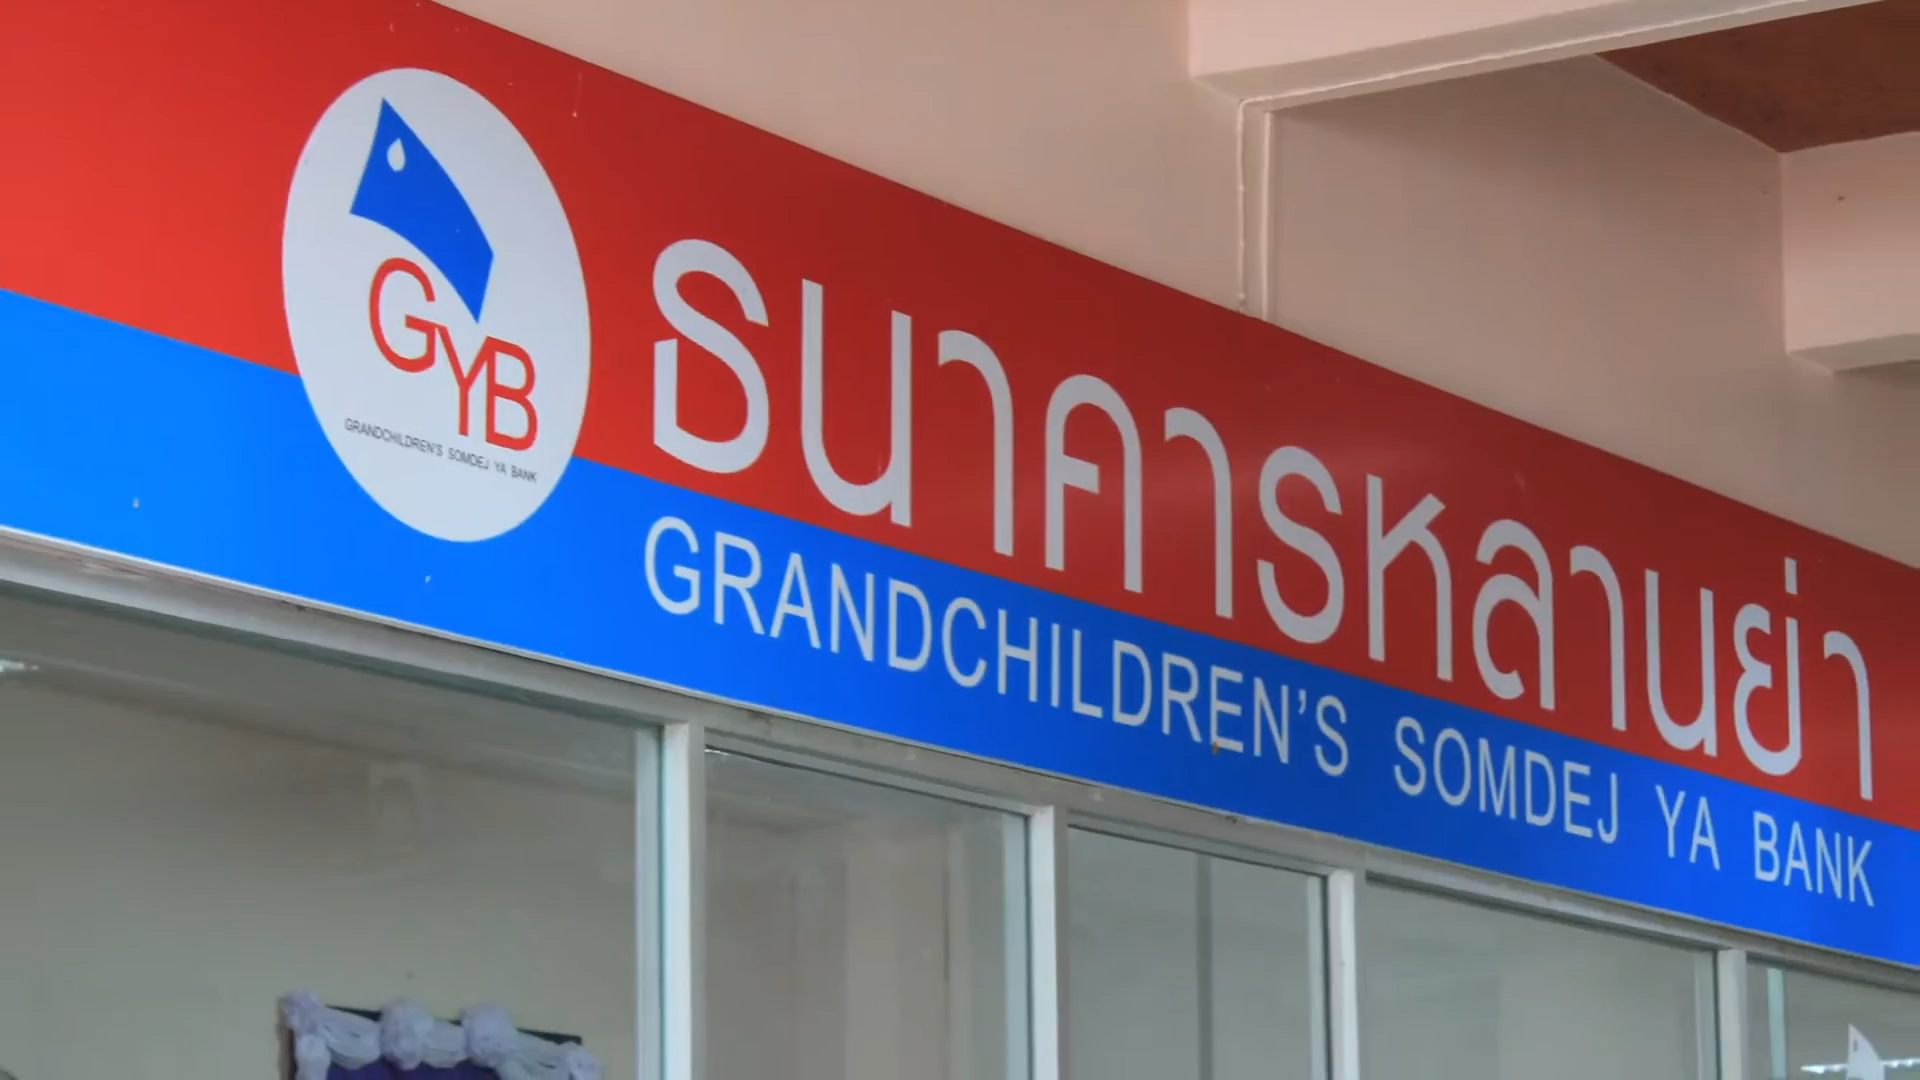 GYB
GRANDCHILDREN'S SOMDEJ YA BANK
ธนาคารหลานย่า
GRANDCHILDREN'S SOMDEJ YA BANK